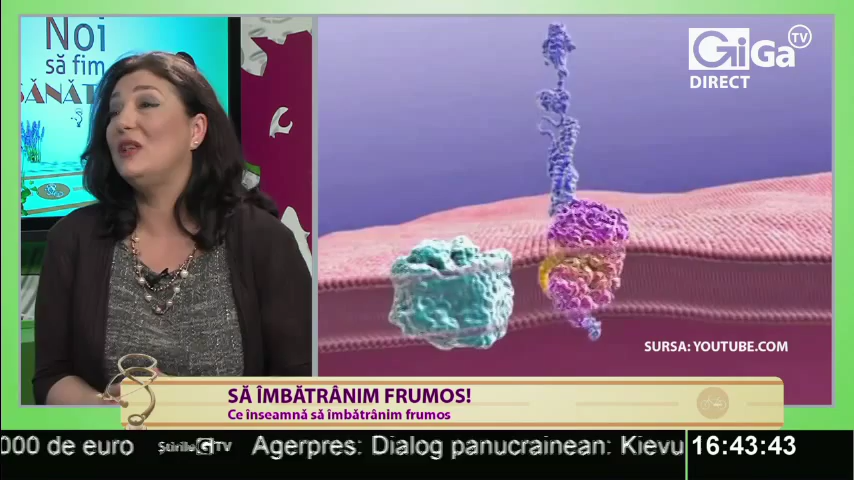 Noi
să fim
SĂNĂT
GiGa TV
DIRECT
SURSA: YOUTUBE.COM
SĂ ÎMBĂTRÂNIM FRUMOS!
Ce înseamnă să îmbătrânim frumos
000 de euro Știrile GTV Agerpres: Dialog panucrainean: Kievu 16:43:43